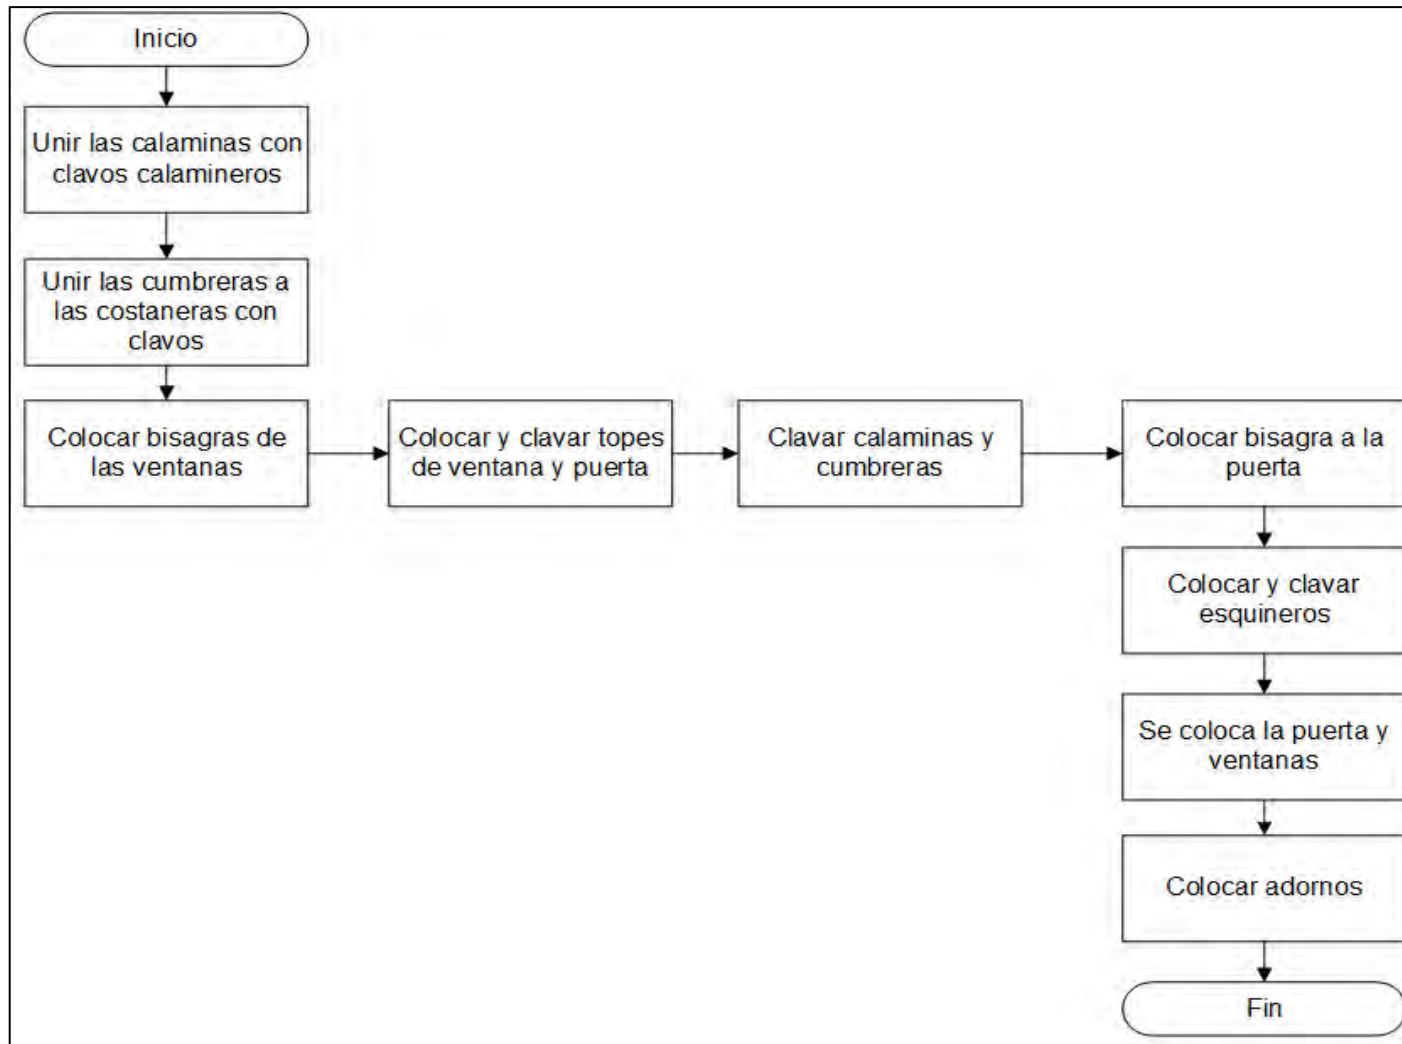 Inicio
Unir las calaminas con
clavos calamineros
Unir las cumbreras a
las costaneras con
clavos
Colocar bisagras de
las ventanas
Colocar y clavar topes
de ventana y puerta
Clavar calaminas y
cumbreras
Colocar bisagra a la
puerta
Colocar y clavar
esquineros
Se coloca la puerta y
ventanas
Colocar adornos
Fin